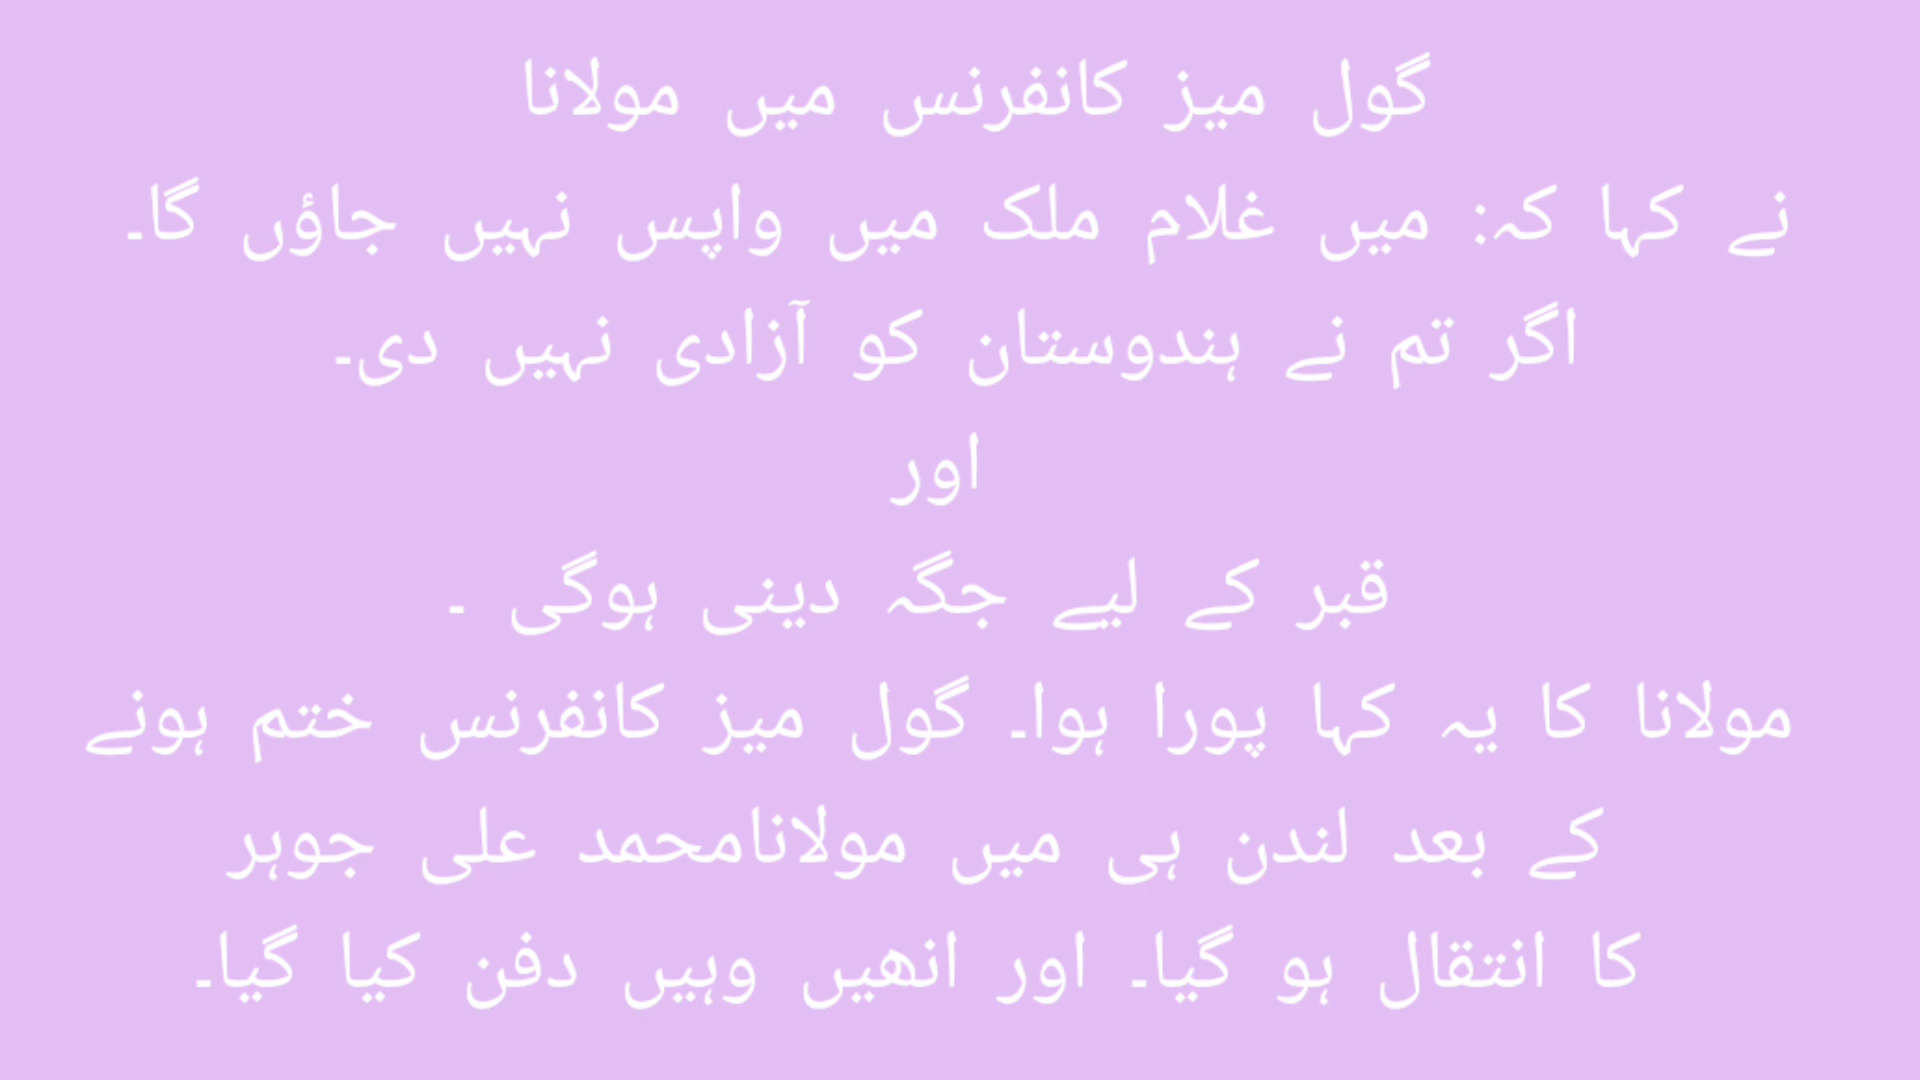 گول میز کانفرنس میں مولانا
نے کہا کہ: میں غلام ملک میں واپس نہیں جاؤں گا۔
اگر تم نے ہندوستان کو آزادی نہیں دی۔
اور
قبر کے لیے جگہ دینی ہوگی ۔
مولانا کا یہ کہا پورا ہوا۔ گول میز کانفرنس ختم ہونے
کے بعد لندن ہی میں مولانامحمد علی جوہر
کا انتقال ہو گیا۔ اور انھیں وہیں دفن کیا گیا۔